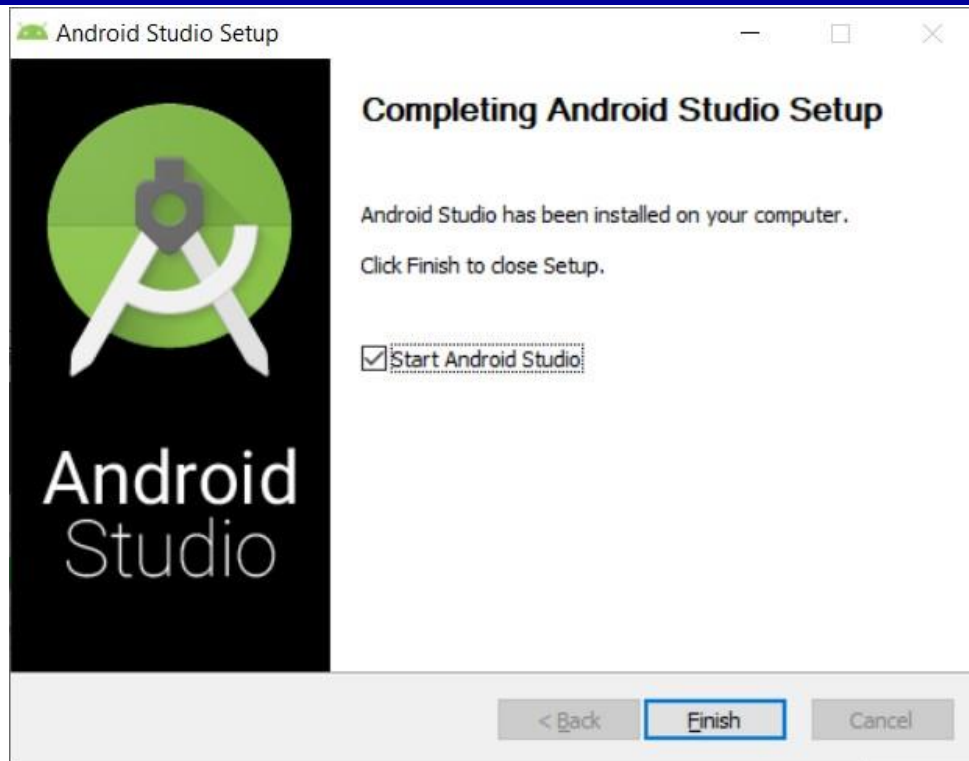 Android Studio Setup
Completing Android Studio Setup
Android Studio has been installed on your computer.
Click Finish to close Setup.
Start Android Studio
Android
Studio
< Back
Finish
Cancel